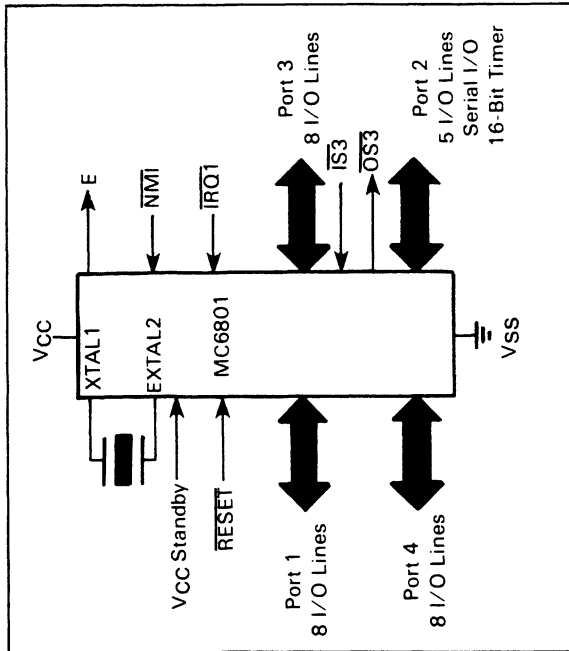 VCC
XTAL1
EXTAL2
MC6801
VCC Standby
RESET
Port 1
8 I/O Lines
Port 4
8 I/O Lines
E
NMI
IRQ1
Port 3
8 I/O Lines
IS3
OS3
Port 2
5 I/O Lines
Serial I/O
16-Bit Timer
VSS